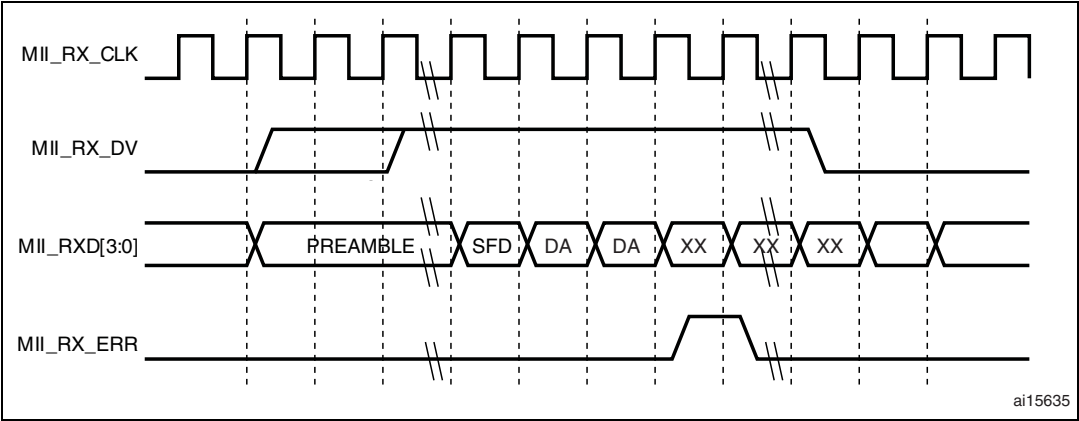 MII_RX_CLK
MII_RX_DV
MII_RXD[3:0] PREAMBLE SFD DA DA XX XX XX
MII_RX_ERR
ai15635